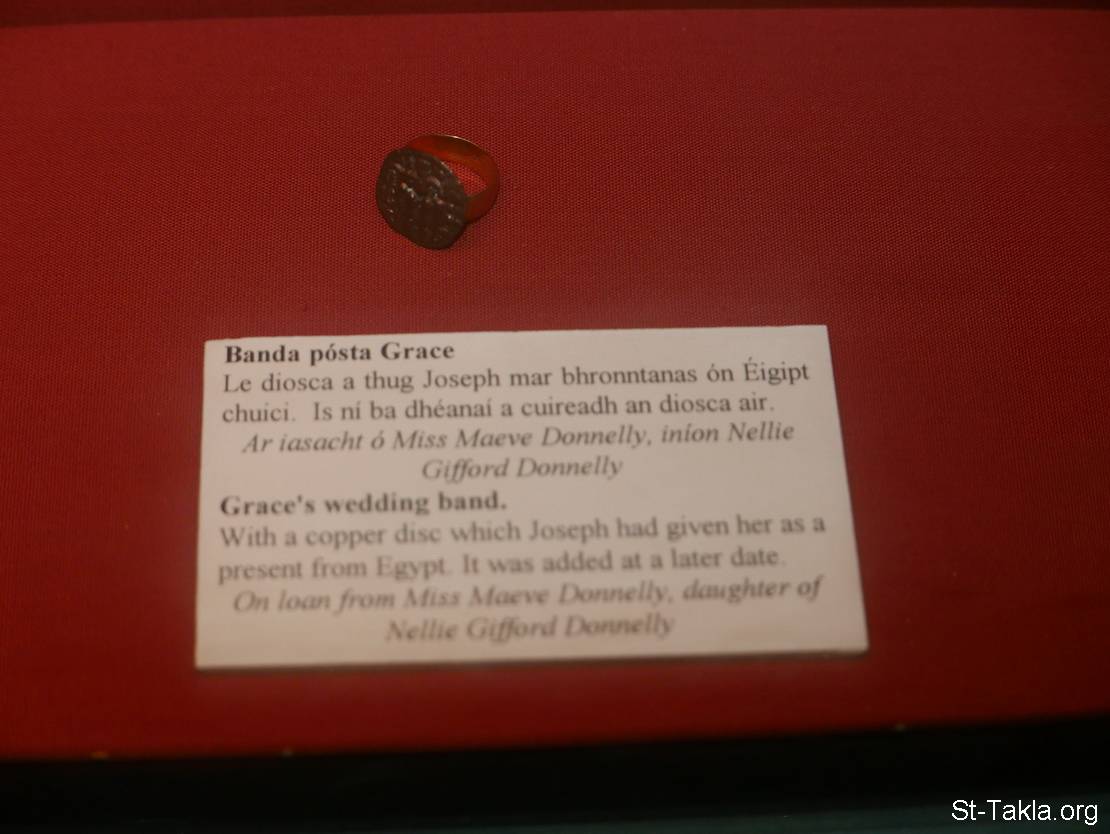 Banda pósta Grace
Le diosca a thug Joseph mar bhronntanas ón Éigipt
chuici. Is ní ba dhéanaí a cuireadh an diosca air.
Ar iasacht ó Miss Maeve Donnelly, iníon Nellie
Gifford Donnelly
Grace's wedding band.
With a copper disc which Joseph had given her as a
present from Egypt. It was added at a later date.
On loan from Miss Maeve Donnelly, daughter of
Nellie Gifford Donnelly
St-Takla.org